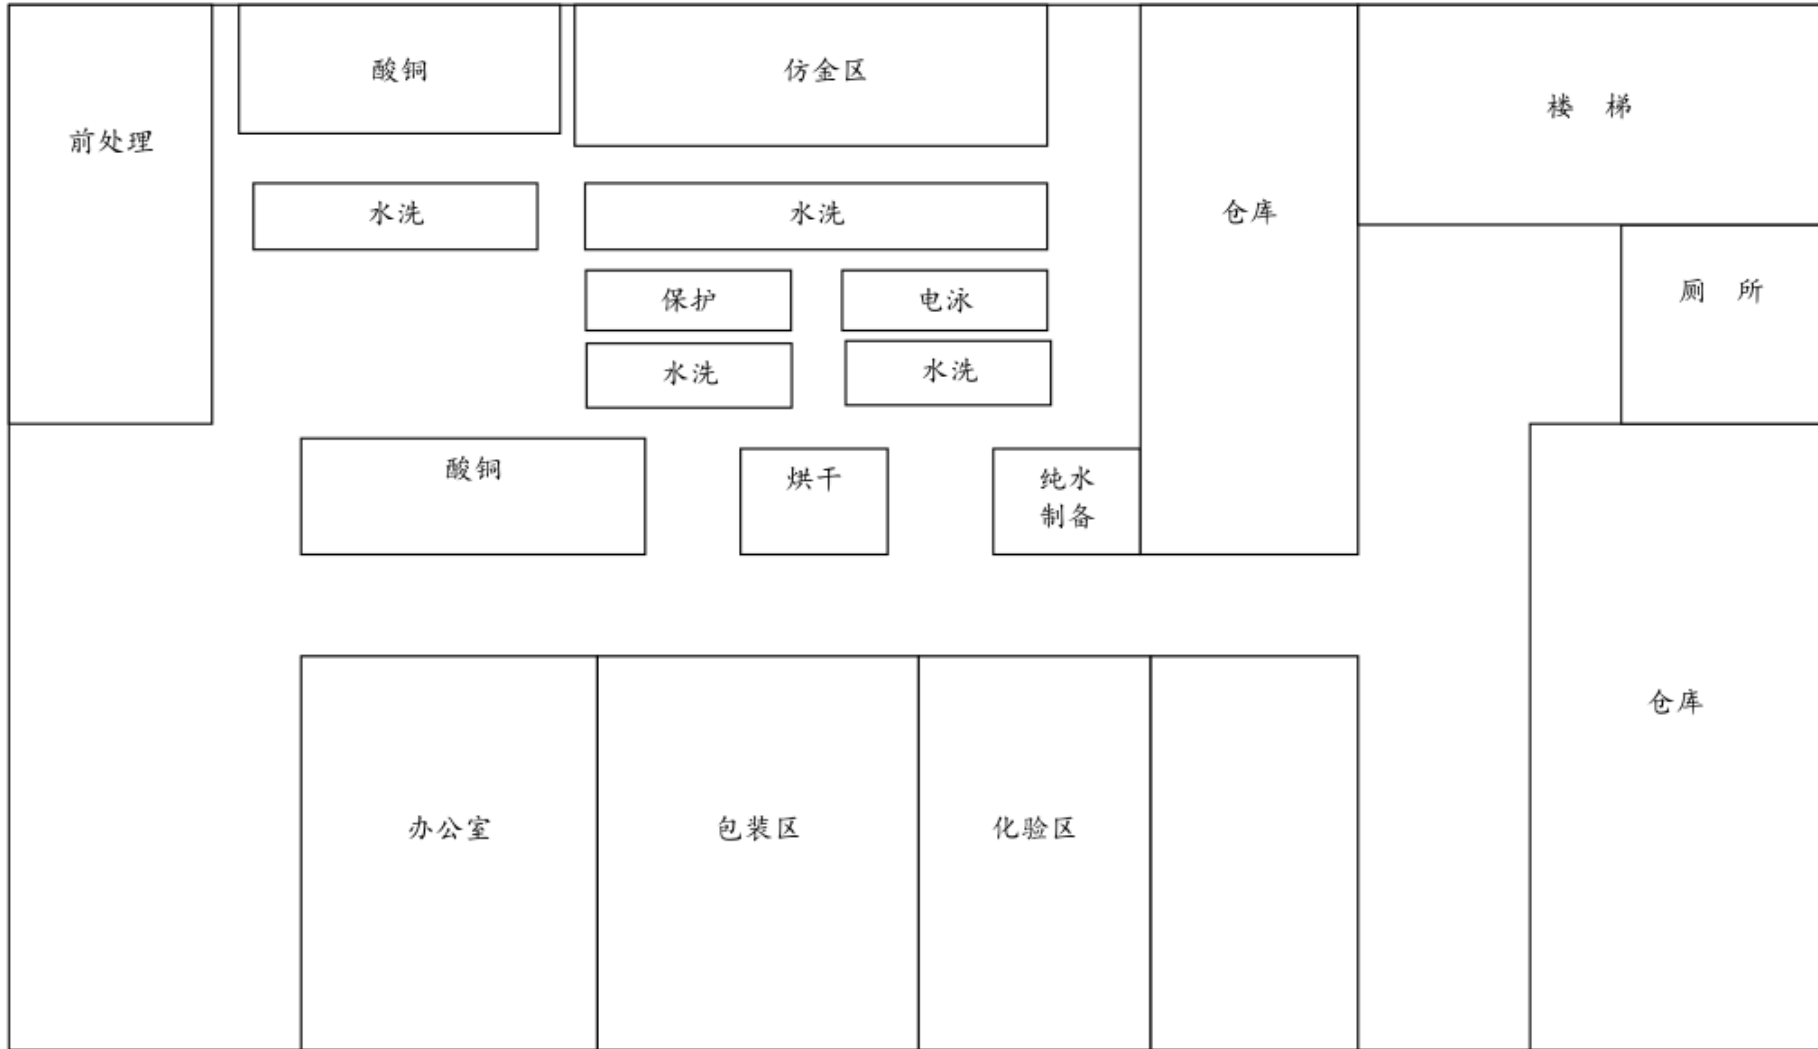 酸铜
仿金区
楼 梯
前处理
水洗
水洗
仓库
厕 所
保护
电泳
水洗
水洗
酸铜
烘干
纯水
制备
仓库
办公室
包装区
化验区